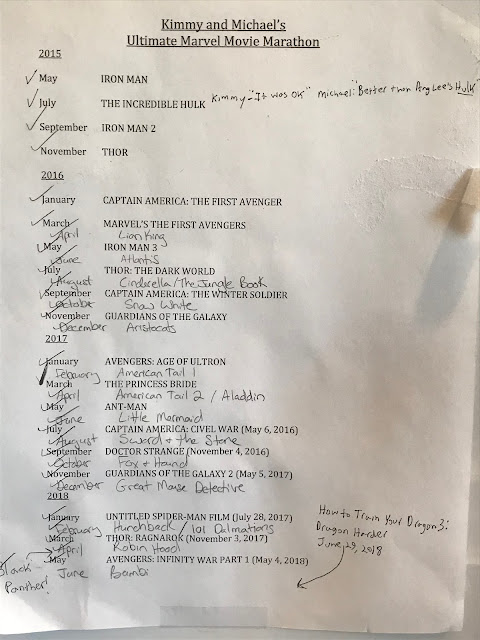 Kimmy and Michael's
Ultimate Marvel Movie Marathon
2015
May IRON MAN
July THE INCREDIBLE HULK Kimmy-"It was OK" Michael: "Better than Ang Lee's Hulk"
September IRON MAN 2
November THOR
2016
January CAPTAIN AMERICA: THE FIRST AVENGER
March MARVEL'S THE FIRST AVENGERS
April Lion King
May IRON MAN 3
June Atlantis
July THOR: THE DARK WORLD
August Cinderella/The Jungle Book
September CAPTAIN AMERICA: THE WINTER SOLDIER
October Snow White
November GUARDIANS OF THE GALAXY
December Aristocats
2017
January AVENGERS: AGE OF ULTRON
February American Tail 1
March THE PRINCESS BRIDE
April American Tail 2 / Aladdin
May ANT-MAN
June Little Mermaid
July CAPTAIN AMERICA: CIVEL WAR (May 6, 2016)
August Sword & the Stone
September DOCTOR STRANGE (November 4, 2016)
October Fox & Hound
November GUARDIANS OF THE GALAXY 2 (May 5, 2017)
December Great Mouse Detective
2018
January UNTITLED SPIDER-MAN FILM (July 28, 2017)
February Hunchback / 101 Dalmations
March THOR: RAGNAROK (November 3, 2017)
April Robin Hood
May AVENGERS: INFINITY WAR PART 1 (May 4, 2018)
June Bambi
Black
Panther!
How to Train Your Dragon 3:
Dragon Harder
June 29, 2018